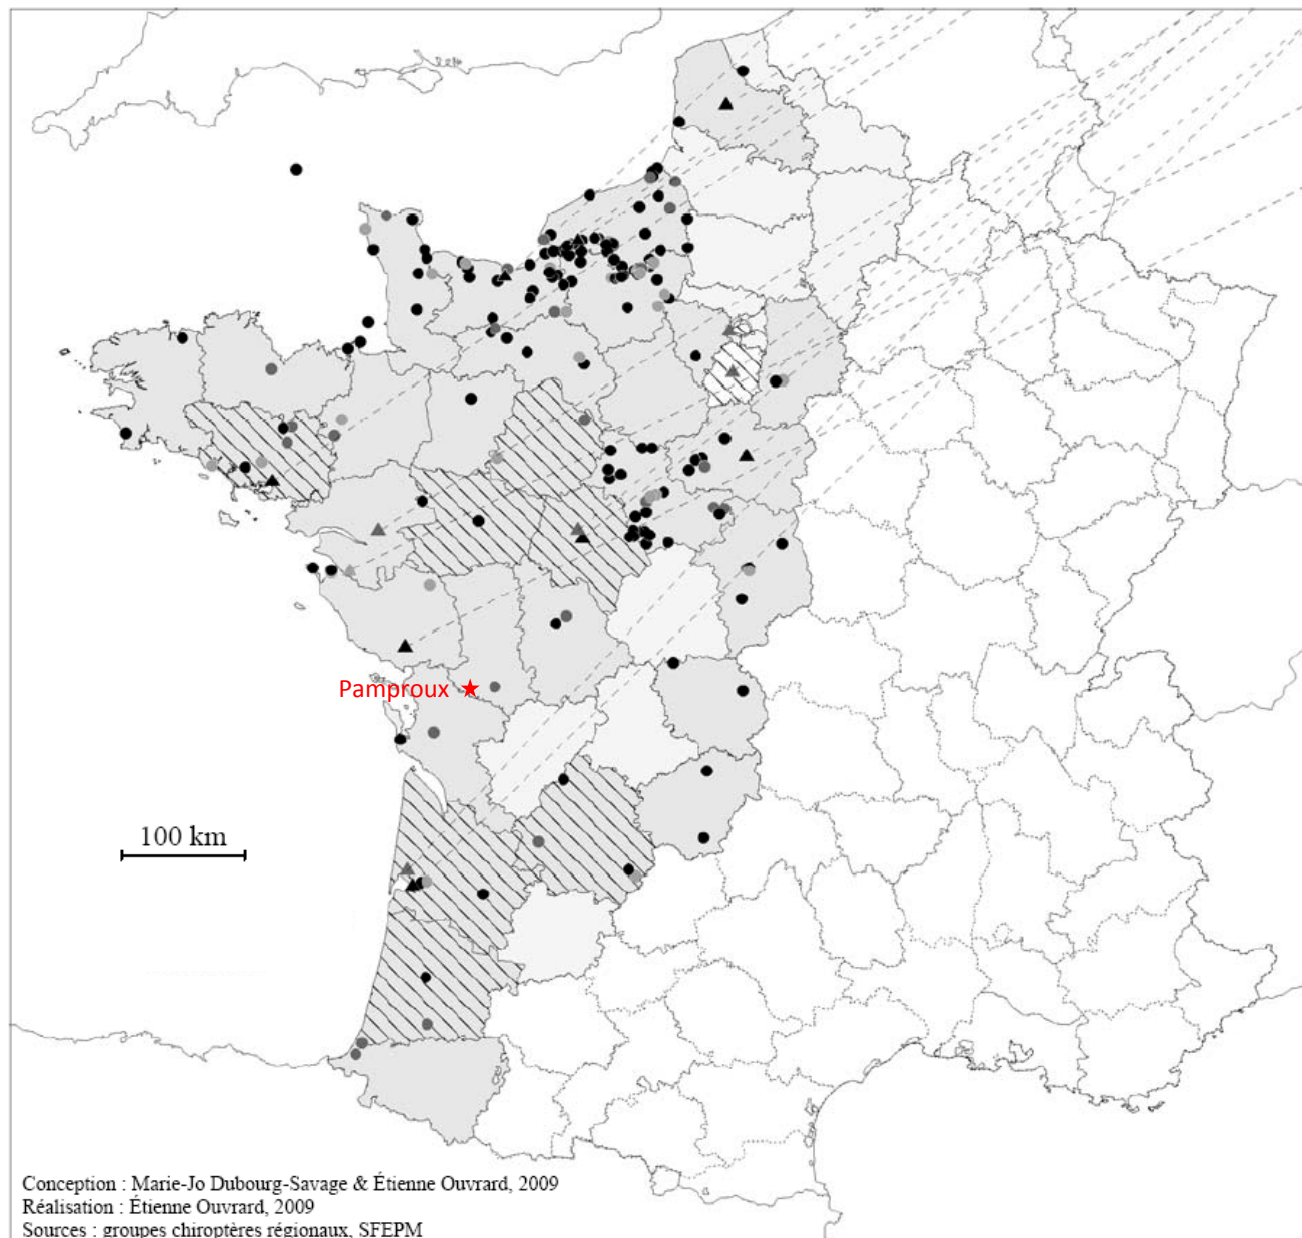 Pamproux
100 km
Conception : Marie-Jo Dubourg-Savage & Étienne Ouvrard, 2009
Réalisation : Étienne Ouvrard, 2009
Sources : groupes chiroptères régionaux, SFEPM